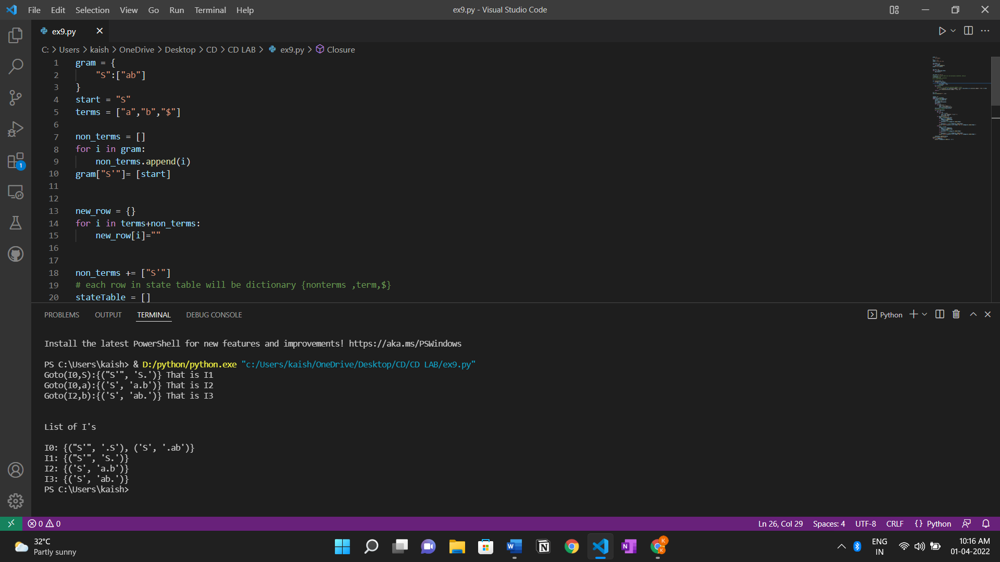 File Edit Selection View Go Run Terminal Help
ex9.py - Visual Studio Code
ex9.py
C: > Users > kaish > OneDrive > Desktop > CD > CD LAB > ex9.py > Closure
1 gram = {
2 "S":["ab"]
3 }
4 start = "S"
5 terms = ["a","b","$"]
6
7 non_terms = []
8 for i in gram:
9 non_terms.append(i)
10 gram["S'"]= [start]
11
12
13 new_row = {}
14 for i in terms+non_terms:
15 new_row[i]=""
16
17
18 non_terms += ["S'"]
19 # each row in state table will be dictionary {nonterms ,term,$}
20 stateTable = []
PROBLEMS OUTPUT TERMINAL DEBUG CONSOLE
Python
Install the latest PowerShell for new features and improvements! https://aka.ms/PSWindows
PS C:\Users\kaish> & D:/python/python.exe "c:/Users/kaish/OneDrive/Desktop/CD/CD LAB/ex9.py"
Goto(I0,S):{("S'", 'S.')} That is I1
Goto(I0,a):{('S', 'a.b')} That is I2
Goto(I2,b):{('S', 'ab.')} That is I3
List of I's
I0: {("S'", '.S'), ('S', '.ab')}
I1: {("S'", 'S.')}
I2: {('S', 'a.b')}
I3: {('S', 'ab.')}
PS C:\Users\kaish>
0 0
Ln 26, Col 29 Spaces: 4 UTF-8 CRLF {} Python
32°C
Partly sunny
ENG
IN
10:16 AM
01-04-2022